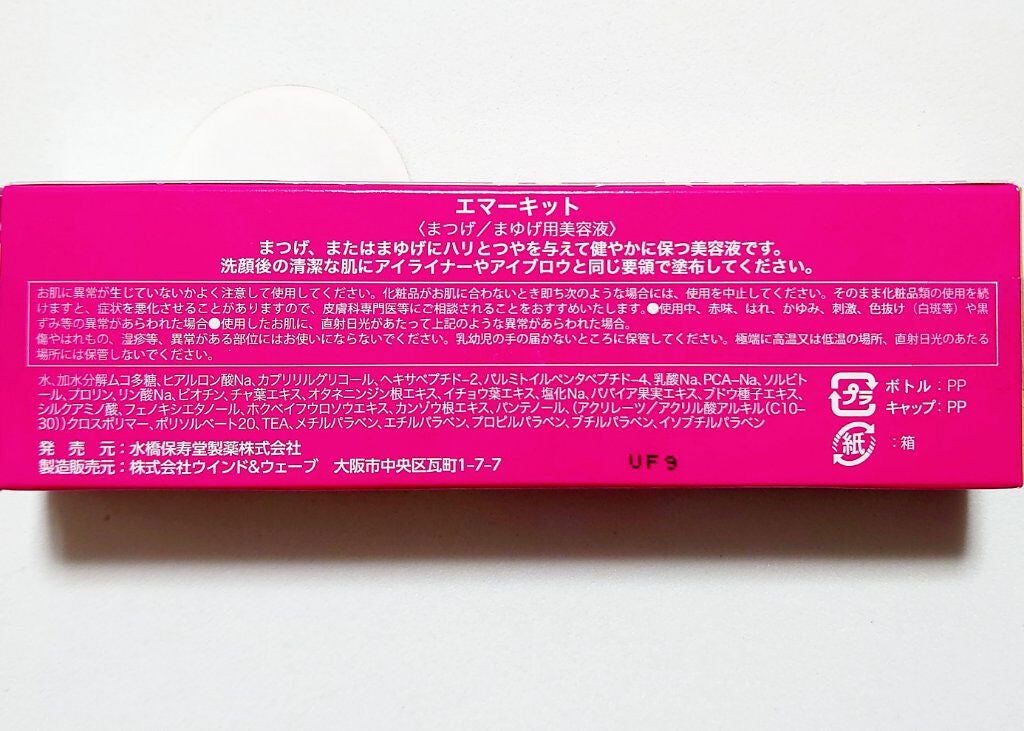 エマーキット
〈まつげ／まゆげ用美容液〉
まつげ、またはまゆげにハリとつやを与えて健やかに保つ美容液です。
洗顔後の清潔な肌にアイライナーやアイブロウと同じ要領で塗布してください。
お肌に異常が生じていないかよく注意して使用してください。化粧品がお肌に合わないとき即ち次のような場合には、使用を中止してください。そのまま化粧品類の使用を続
けますと、症状を悪化させることがありますので、皮膚科専門医等にご相談されることをおすすめいたします。●使用中、赤味、はれ、かゆみ、刺激、色抜け（白斑等）や黒
ずみ等の異常があらわれた場合●使用したお肌に、直射日光があたって上記のような異常があらわれた場合。
傷やはれもの、湿疹等、異常がある部位にはお使いにならないでください。乳幼児の手の届かないところに保管してください。極端に高温又は低温の場所、直射日光のあたる
場所には保管しないでください。
水、加水分解ムコ多糖、ヒアルロン酸Na、カプリリルグリコール、ヘキサペプチド-2、パルミトイルペンタペプチド-4、乳酸Na、PCA-Na、ソルビト
ール、プロリン、リン酸Na、ビオチン、チャ葉エキス、オタネニンジン根エキス、イチョウ葉エキス、塩化Na、パパイア果実エキス、ブドウ種子エキス、
シルクアミノ酸、フェノキシエタノール、ホクベイフウロソウエキス、カンゾウ根エキス、パンテノール、（アクリレーツ／アクリル酸アルキル（C10-
30））クロスポリマー、ポリソルベート20、TEA、メチルパラベン、エチルパラベン、プロピルパラベン、ブチルパラベン、イソブチルパラベン
発　売　元：水橋保寿堂製薬株式会社
製造販売元：株式会社ウインド&ウェーブ　大阪市中央区瓦町1-7-7
UF9
プラ
ボトル：PP
キャップ：PP
紙
：箱